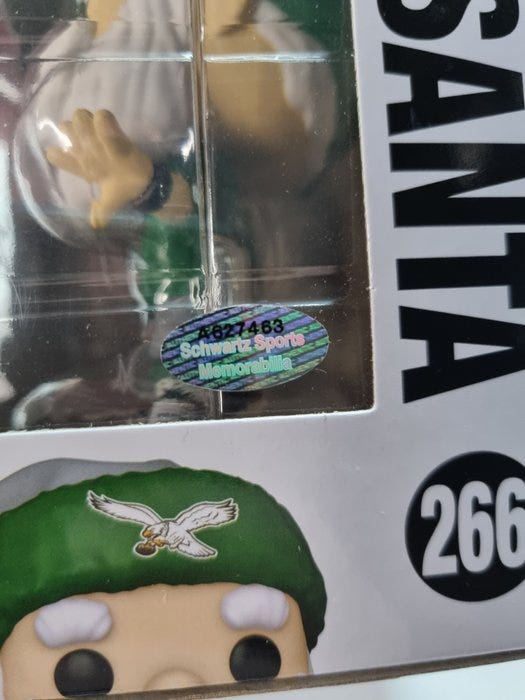 SANTA
A627463
Schwartz Sports
Memorabilia
266